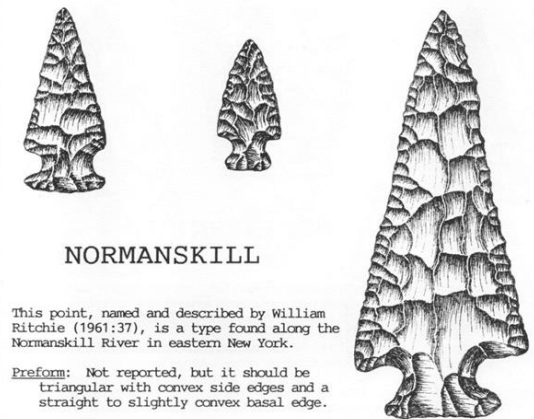 NORMANSKILL
This point, named and described by William
Ritchie (1961:37), is a type found along the
Normanskill River in eastern New York.
Preform: Not reported, but it should be
triangular with convex side edges and a
straight to slightly convex basal edge.